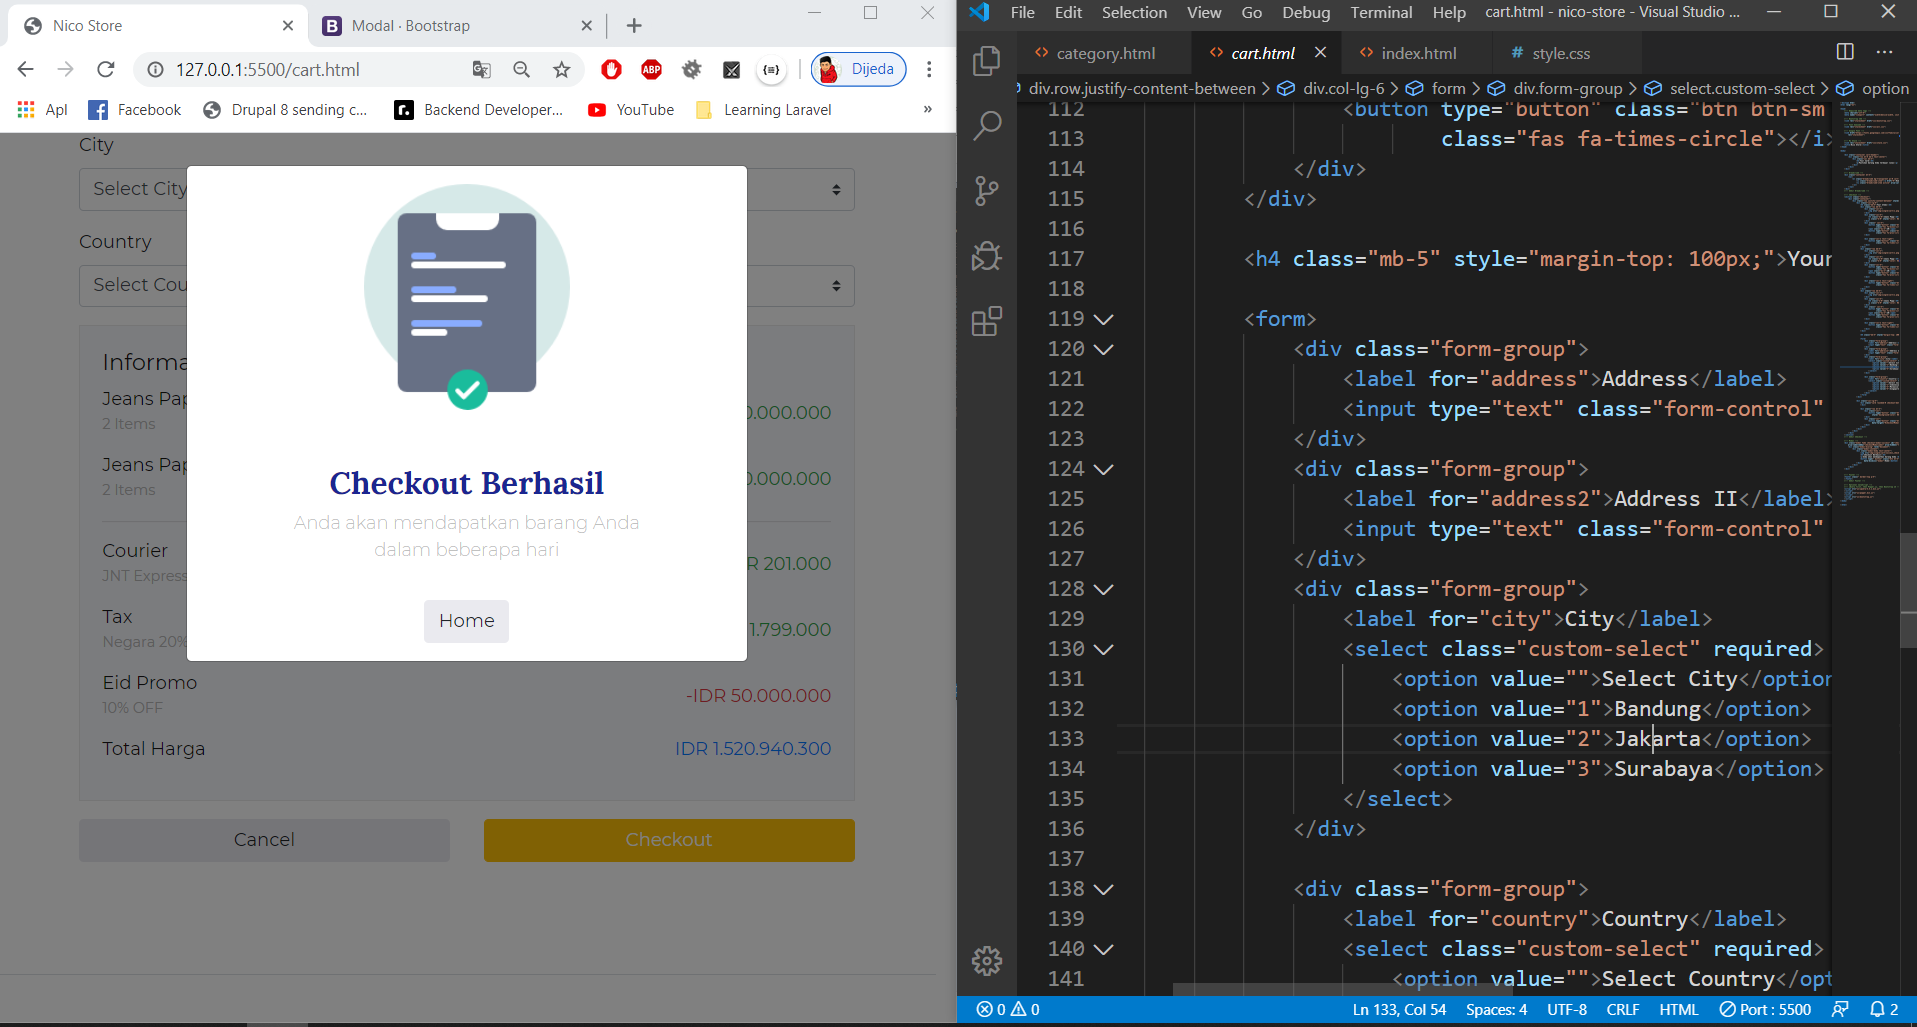 Nico Store
Modal · Bootstrap
127.0.0.1:5500/cart.html
ABP
Dijeda
Apl
Facebook
Drupal 8 sending c...
Backend Developer...
YouTube
Learning Laravel
»
City
Select City
Country
Select Cou
Informa
Jeans Pap
2 Items
0.000.000
Jeans Pap
2 Items
0.000.000
Courier
JNT Express
R 201.000
Tax
Negara 20%
1.799.000
Eid Promo
10% OFF
-IDR 50.000.000
Total Harga
IDR 1.520.940.300
Cancel
Checkout
Checkout Berhasil
Anda akan mendapatkan barang Anda
dalam beberapa hari
Home
File Edit Selection View Go Debug Terminal Help cart.html - nico-store - Visual Studio ...
category.html
cart.html
index.html
style.css
div.row.justify-content-between > div.col-lg-6 > form > div.form-group > select.custom-select > option
112 <button type="button" class="btn btn-sm
113 class="fas fa-times-circle"></i>
114 </div>
115 </div>
116
117 <h4 class="mb-5" style="margin-top: 100px;">Your
118
119 <form>
120 <div class="form-group">
121 <label for="address">Address</label>
122 <input type="text" class="form-control"
123 </div>
124 <div class="form-group">
125 <label for="address2">Address II</label>
126 <input type="text" class="form-control"
127 </div>
128 <div class="form-group">
129 <label for="city">City</label>
130 <select class="custom-select" required>
131 <option value="">Select City</option
132 <option value="1">Bandung</option>
133 <option value="2">Jakarta</option>
134 <option value="3">Surabaya</option>
135 </select>
136 </div>
137
138 <div class="form-group">
139 <label for="country">Country</label>
140 <select class="custom-select" required>
141 <option value="">Select Country</opt
0 0
Ln 133, Col 54 Spaces: 4 UTF-8 CRLF HTML Port : 5500 2